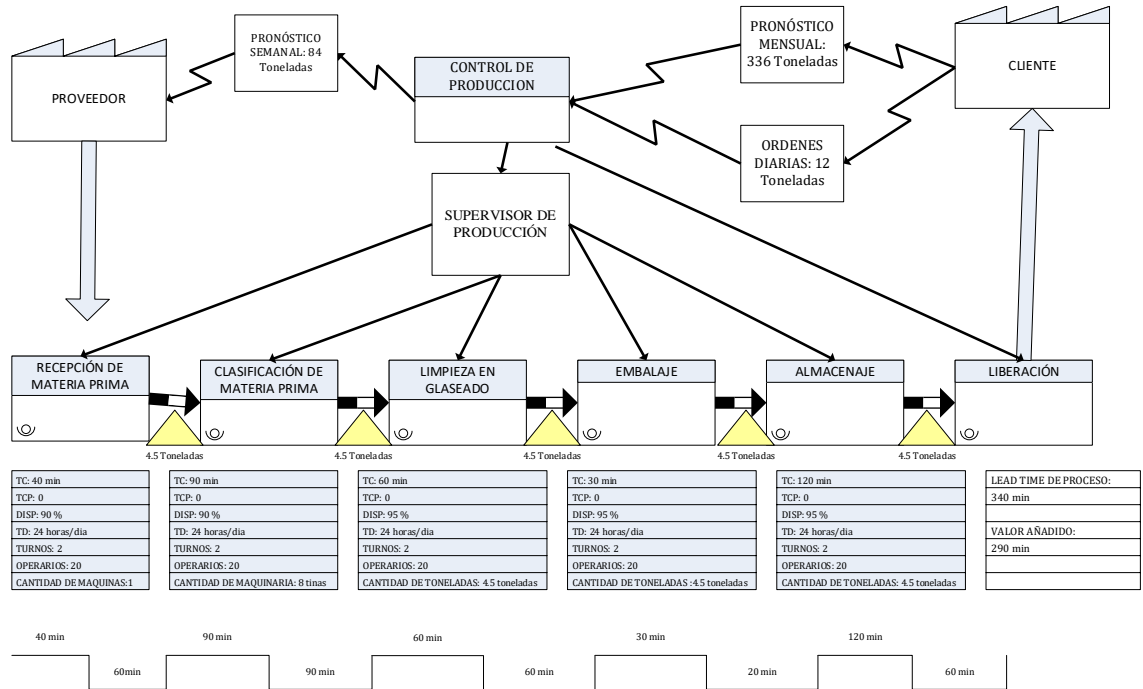 PROVEEDOR
PRONÓSTICO
SEMANAL: 84
Toneladas
CONTROL DE
PRODUCCION
PRONÓSTICO
MENSUAL:
336 Toneladas
CLIENTE
ORDENES
DIARIAS: 12
Toneladas
SUPERVISOR DE
PRODUCCIÓN
RECEPCIÓN DE
MATERIA PRIMA
CLASIFICACIÓN DE
MATERIA PRIMA
LIMPIEZA EN
GLASEADO
EMBALAJE
ALMACENAJE
LIBERACIÓN
4.5 Toneladas
4.5 Toneladas
4.5 Toneladas
4.5 Toneladas
4.5 Toneladas
TC: 40 min
TCP: 0
DISP: 90 %
TD: 24 horas/dia
TURNOS: 2
OPERARIOS: 20
CANTIDAD DE MAQUINAS:1
TC: 90 min
TCP: 0
DISP: 90 %
TD: 24 horas/dia
TURNOS: 2
OPERARIOS: 20
CANTIDAD DE MAQUINARIA: 8 tinas
TC: 60 min
TCP: 0
DISP: 95 %
TD: 24 horas/dia
TURNOS: 2
OPERARIOS: 20
CANTIDAD DE TONELADAS: 4.5 toneladas
TC: 30 min
TCP: 0
DISP: 95 %
TD: 24 horas/dia
TURNOS: 2
OPERARIOS: 20
CANTIDAD DE TONELADAS :4.5 toneladas
TC: 120 min
TCP: 0
DISP: 95 %
TD: 24 horas/dia
TURNOS: 2
OPERARIOS: 20
CANTIDAD DE TONELADAS: 4.5 toneladas
LEAD TIME DE PROCESO:
340 min
VALOR AÑADIDO:
290 min
40 min
90 min
60 min
30 min
120 min
60min
90 min
60 min
20 min
60 min